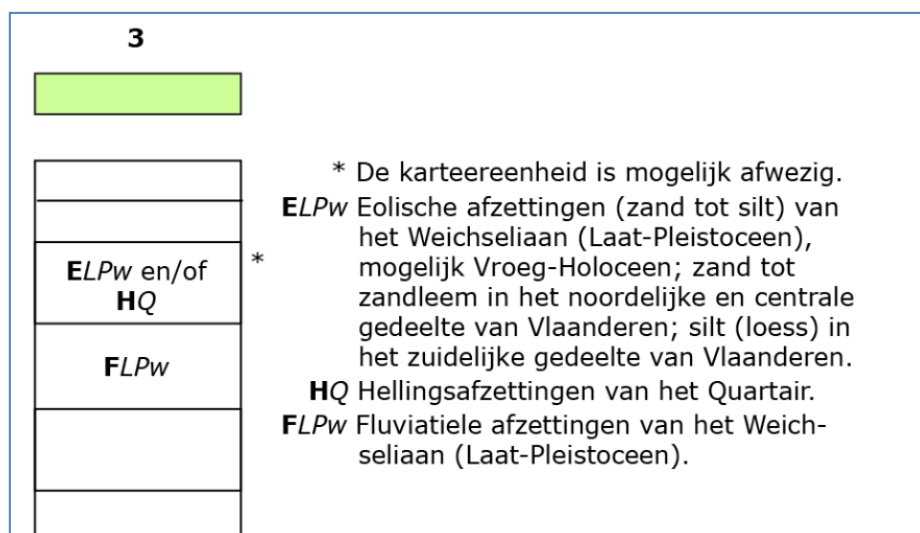 3
* De karteereenheid is mogelijk afwezig.
ELPw Eolische afzettingen (zand tot silt) van
het Weichseliaan (Laat-Pleistoceen),
mogelijk Vroeg-Holoceen; zand tot
zandleem in het noordelijke en centrale
gedeelte van Vlaanderen; silt (loess) in
het zuidelijke gedeelte van Vlaanderen.
HQ Hellingsafzettingen van het Quartair.
FLPw Fluviatiele afzettingen van het Weich-
seliaan (Laat-Pleistoceen).
ELPw en/of
HQ
*
FLPw